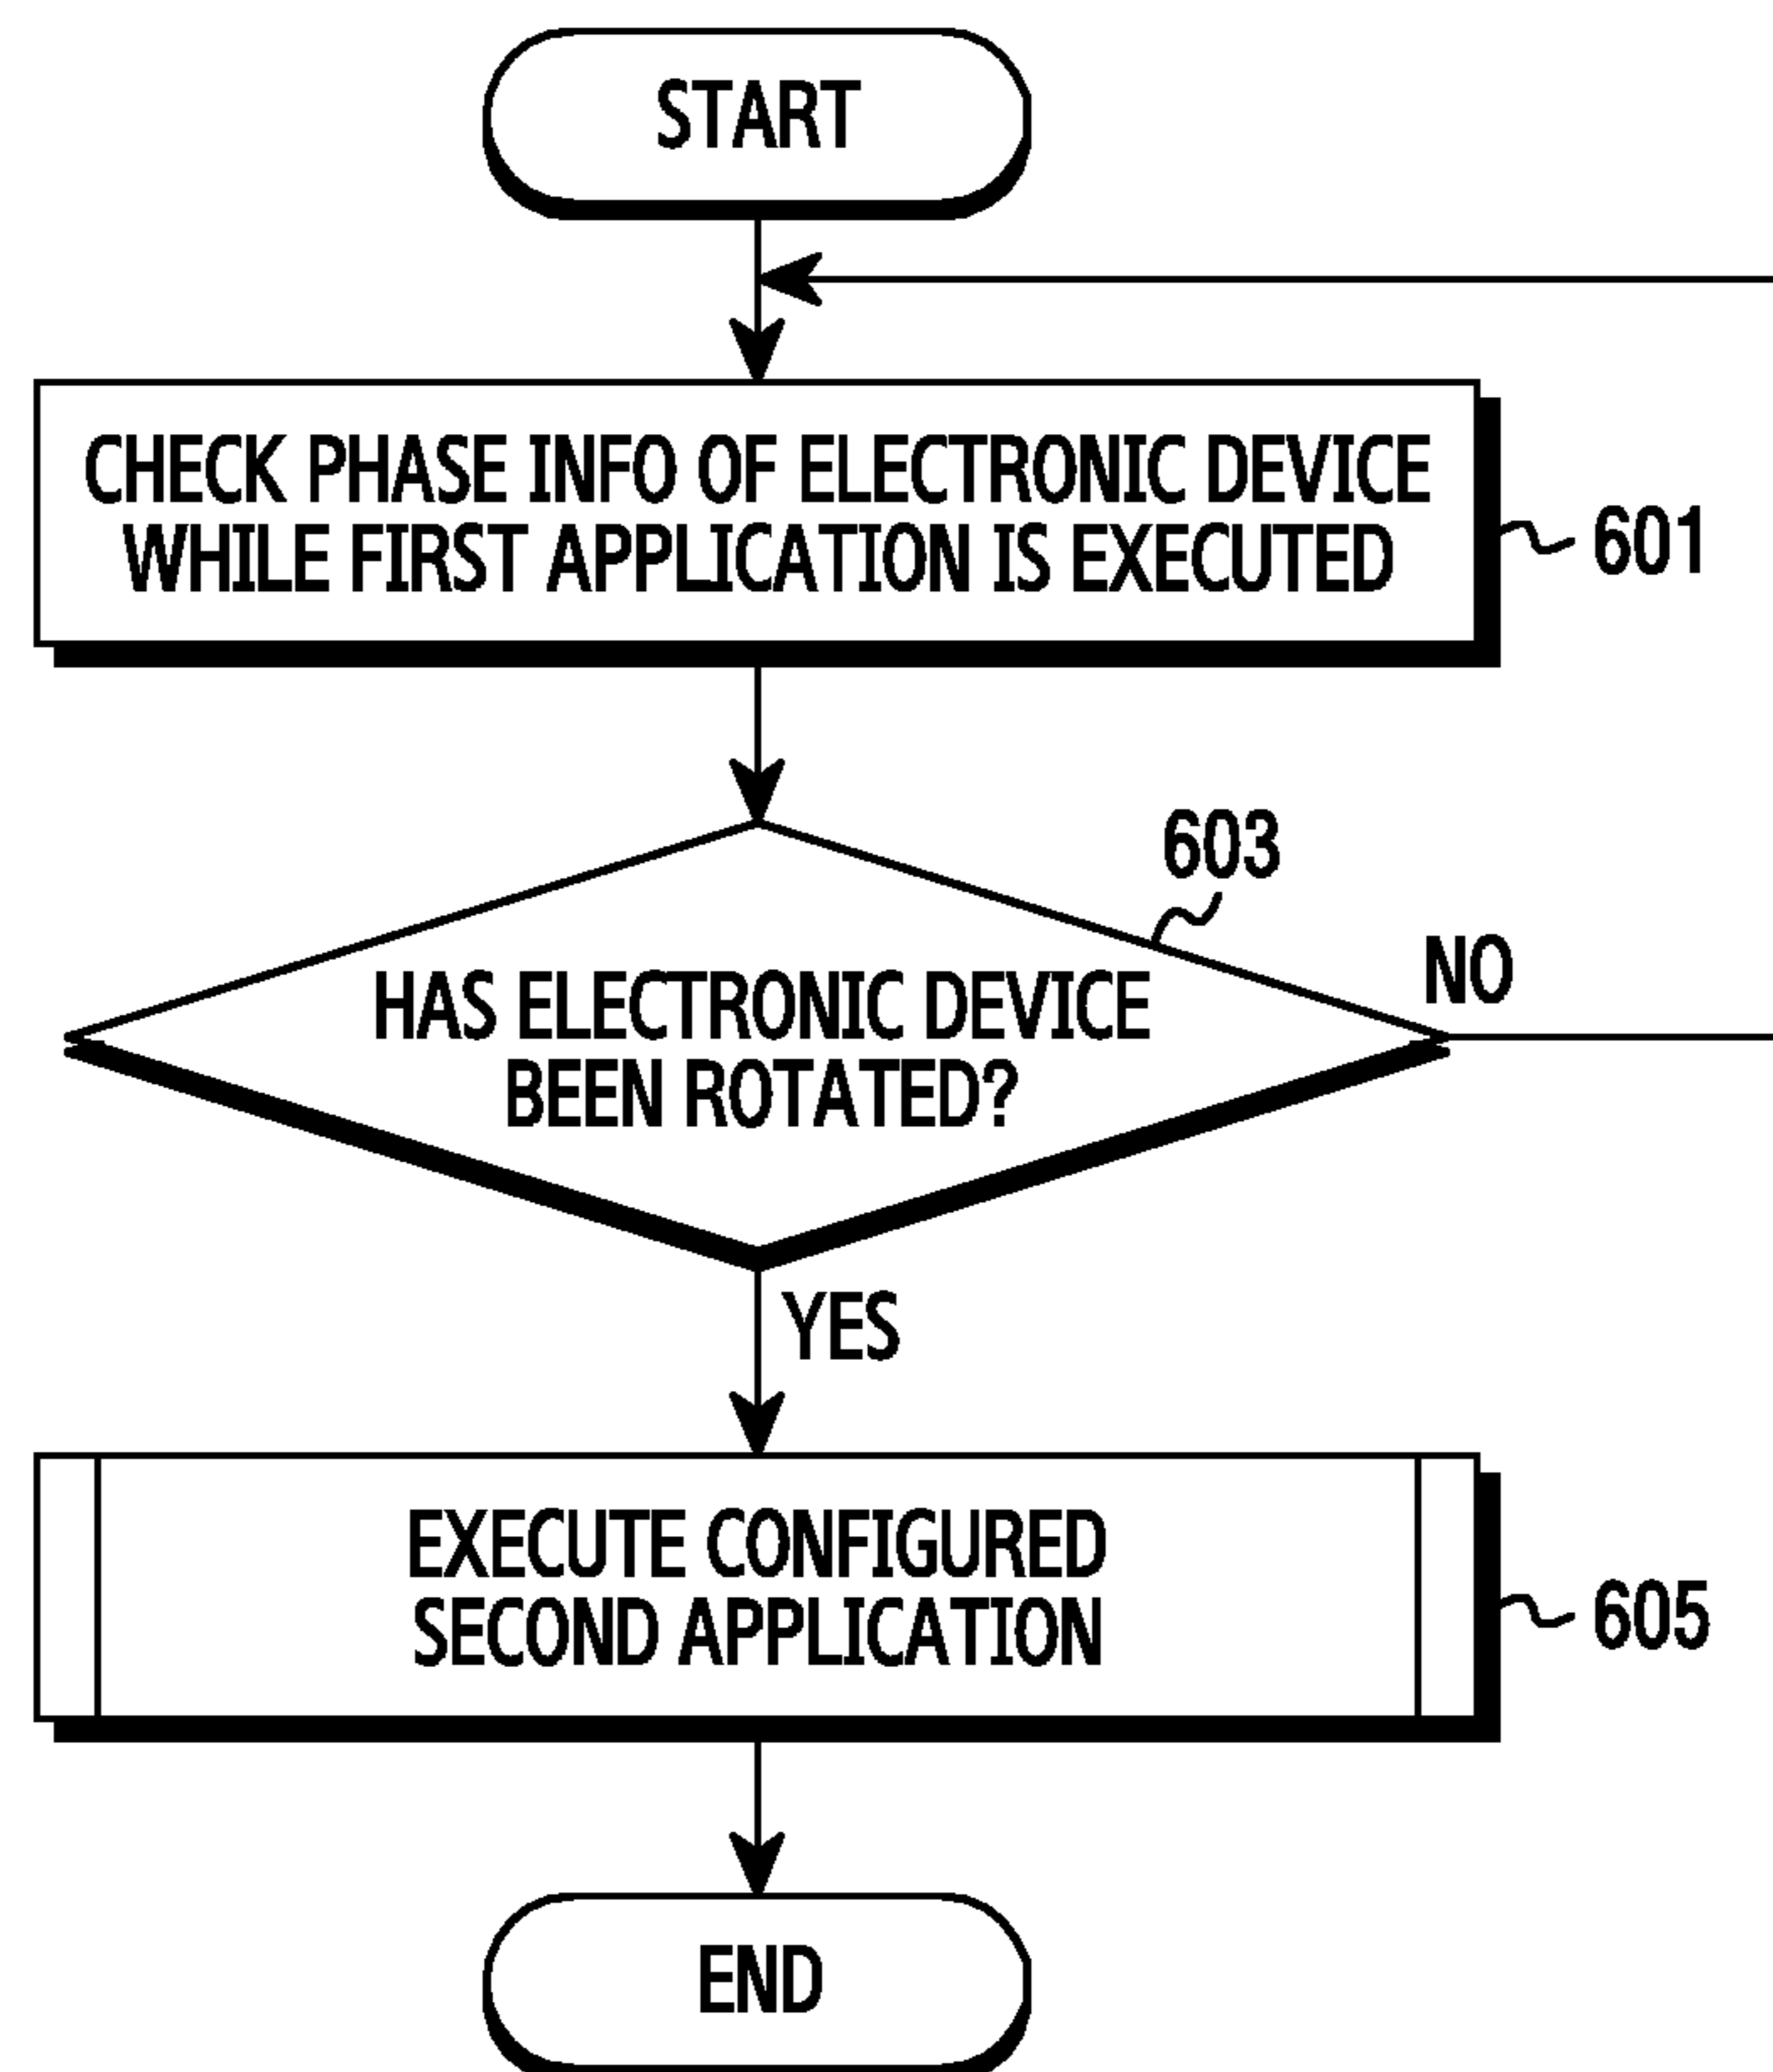 START
CHECK PHASE INFO OF ELECTRONIC DEVICE
WHILE FIRST APPLICATION IS EXECUTED
601
603
HAS ELECTRONIC DEVICE
BEEN ROTATED?
NO
YES
EXECUTE CONFIGURED
SECOND APPLICATION
605
END